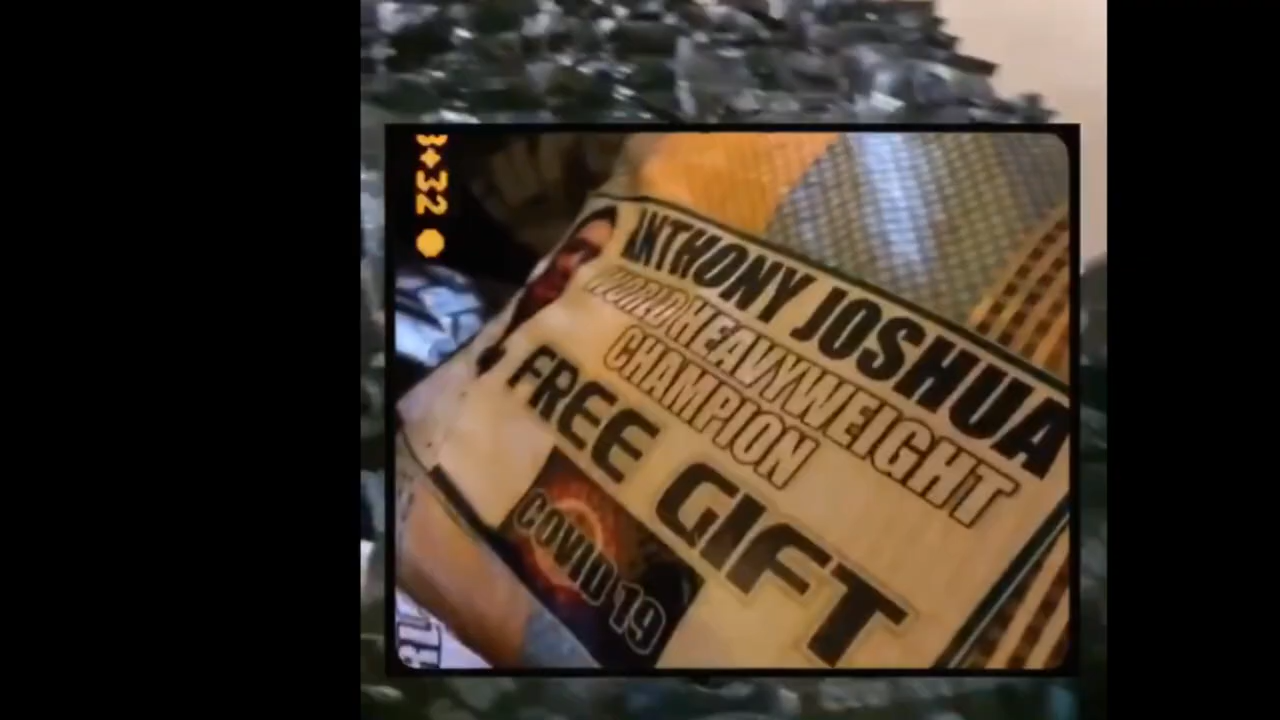 ANTHONY JOSHUA
WORLD HEAVYWEIGHT
CHAMPION
FREE GIFT
COVID 19
3✦32